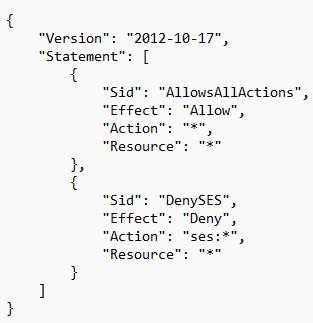 {
    "Version": "2012-10-17",
    "Statement": [
        {
            "Sid": "AllowsAllActions",
            "Effect": "Allow",
            "Action": "*",
            "Resource": "*"
        },
        {
            "Sid": "DenySES",
            "Effect": "Deny",
            "Action": "ses:*",
            "Resource": "*"
        }
    ]
}